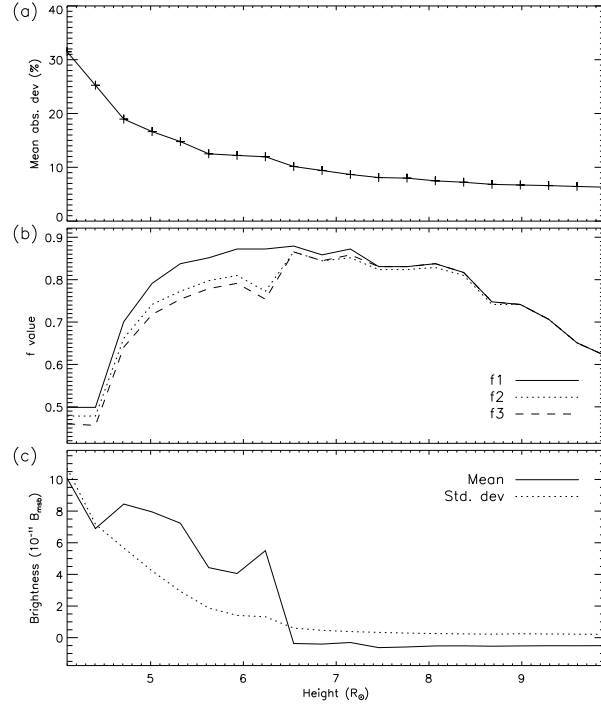 (a)
40
30
20
10
0
Mean abs. dev (%)
(b)
0.9
0.8
0.7
0.6
0.5
f value
f1
f2
f3
(c)
10
8
6
4
2
0
Brightness (10⁻¹¹ Bₘₛb)
Mean
Std. dev
5 6 7 8 9
Height (R☉)